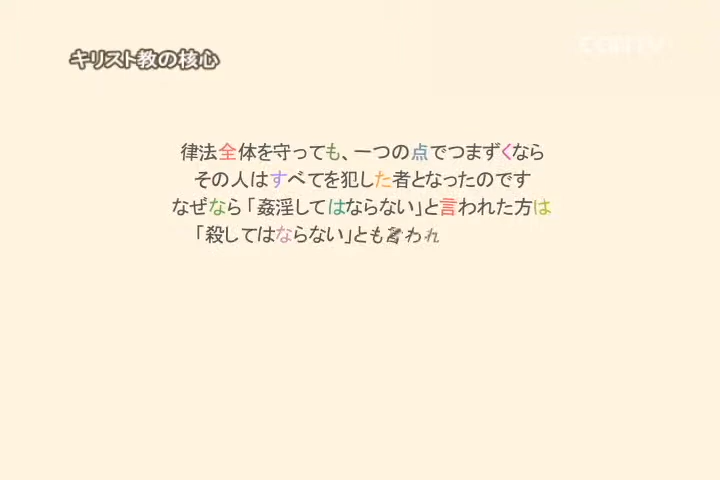 キリスト教の核心
CGNTV
律法全体を守っても、一つの点でつまずくなら
その人はすべてを犯した者となったのです
なぜなら「姦淫してはならない」と言われた方は
「殺してはならない」とも言われ